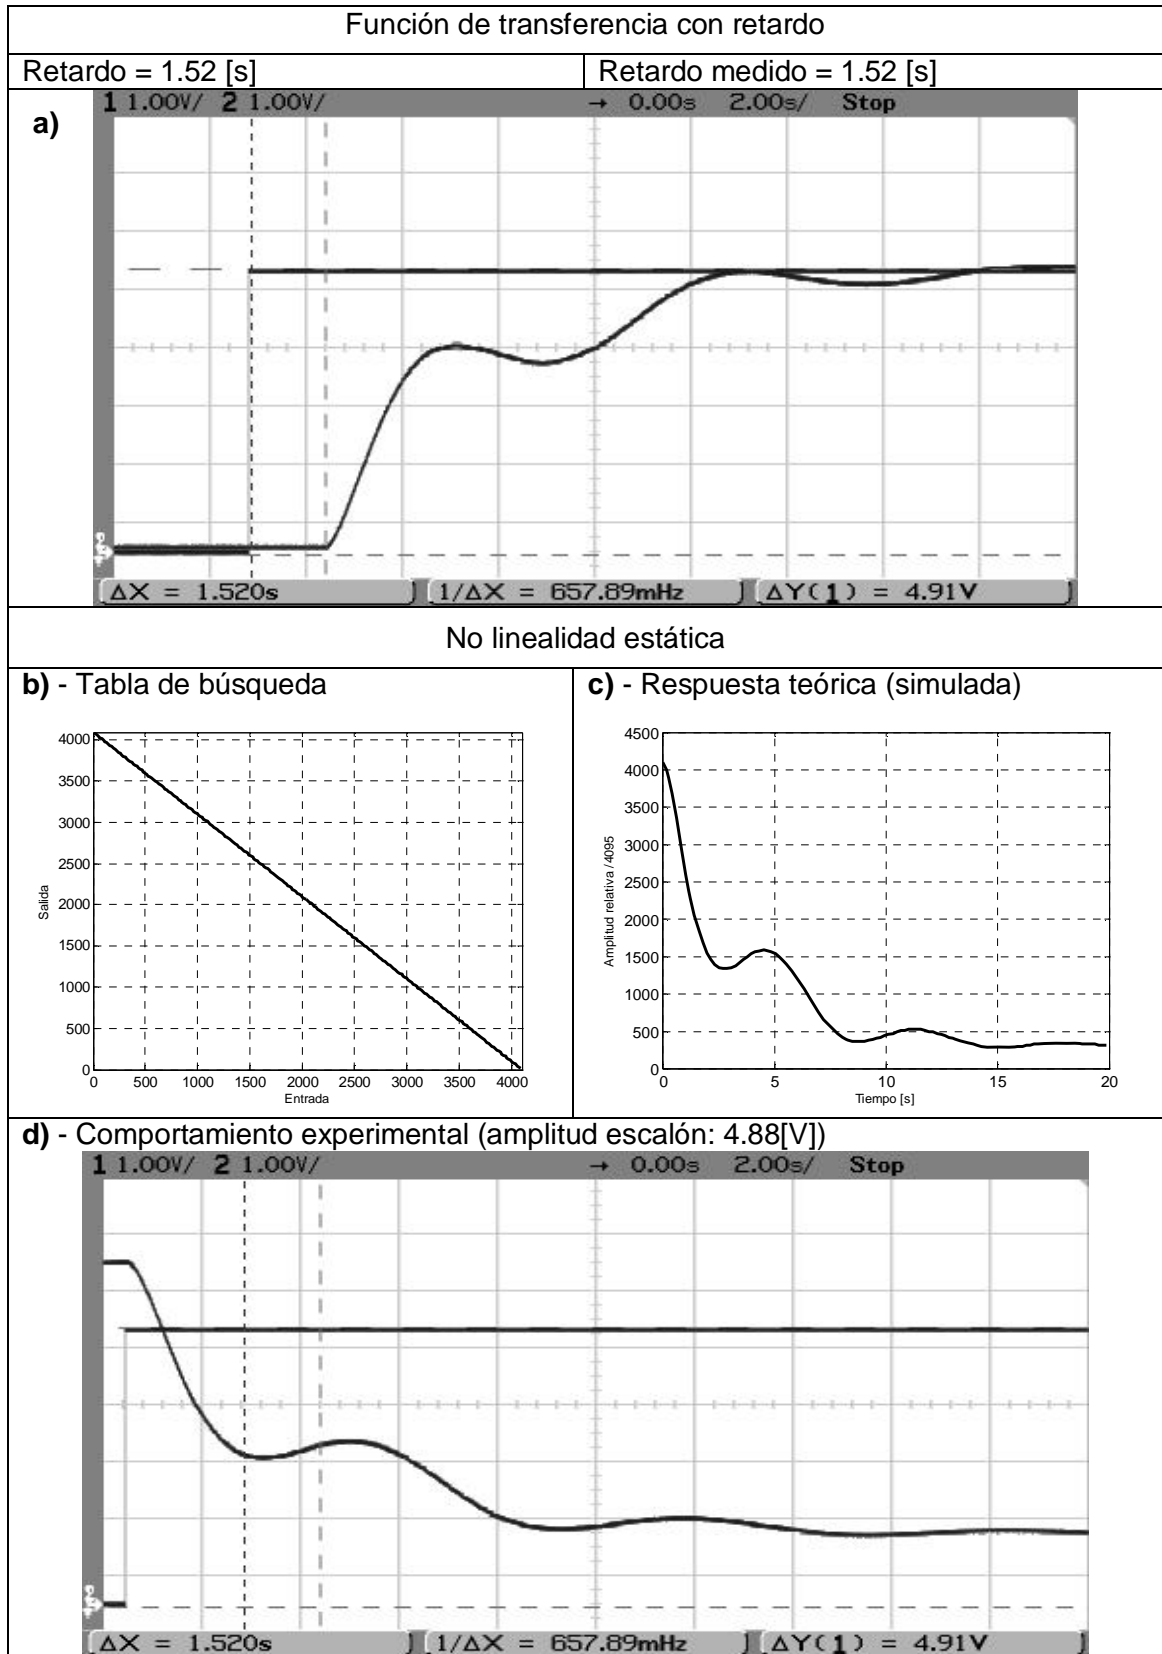 Función de transferencia con retardo
Retardo = 1.52 [s]
Retardo medido = 1.52 [s]
a)
1 1.00V/ 2 1.00V/ → 0.00s 2.00s/ Stop
ΔX = 1.520s
1/ΔX = 657.89mHz
ΔY(1) = 4.91V
No linealidad estática
b) - Tabla de búsqueda
4000
3500
3000
2500
2000
1500
1000
500
0
0 500 1000 1500 2000 2500 3000 3500 4000
Salida
Entrada
c) - Respuesta teórica (simulada)
4500
4000
3500
3000
2500
2000
1500
1000
500
0
0 5 10 15 20
Amplitud relativa /4095
Tiempo [s]
d) - Comportamiento experimental (amplitud escalón: 4.88[V])
1 1.00V/ 2 1.00V/ → 0.00s 2.00s/ Stop
ΔX = 1.520s
1/ΔX = 657.89mHz
ΔY(1) = 4.91V